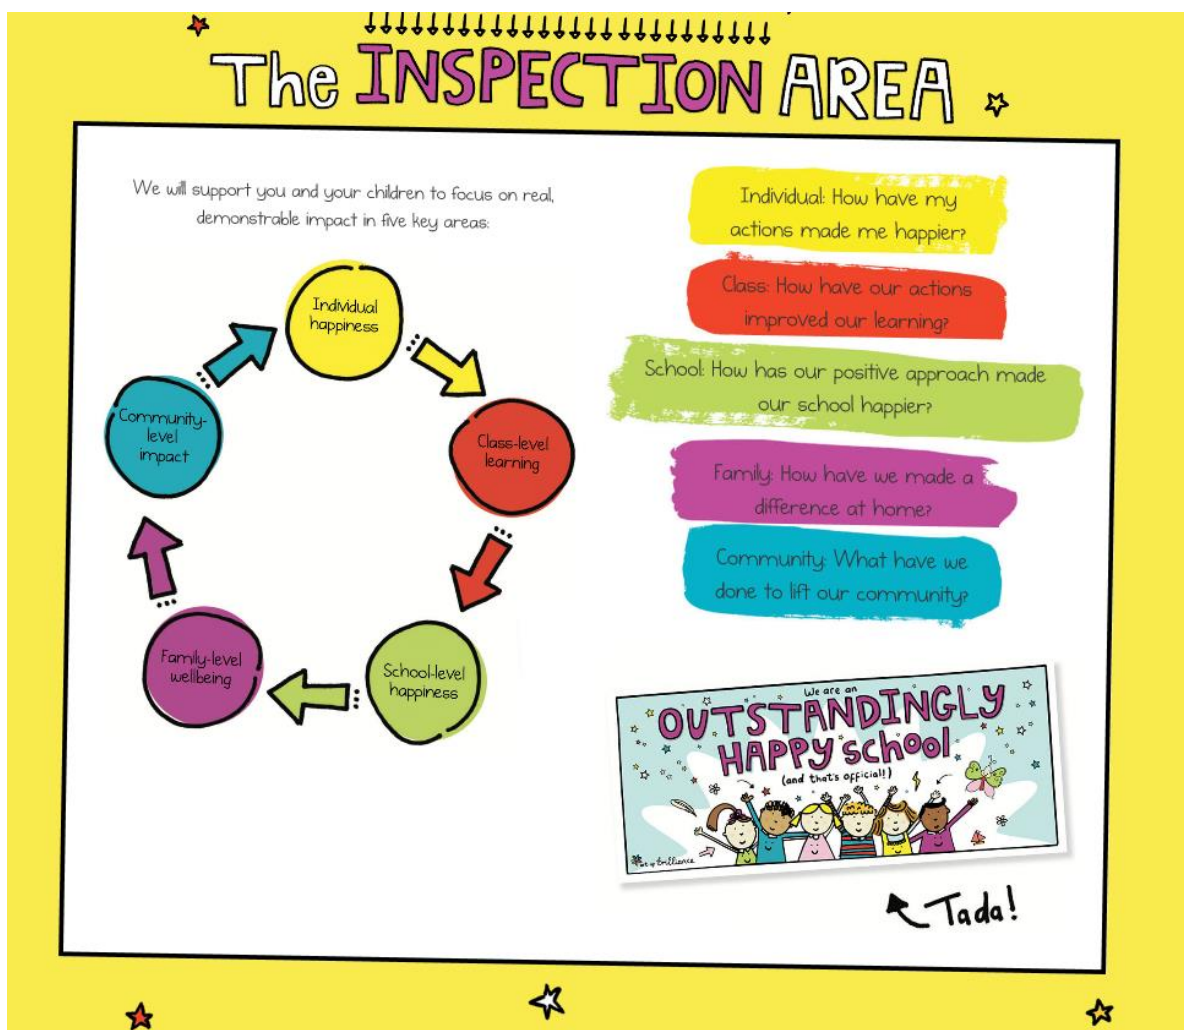 The INSPECTION AREA
We will support you and your children to focus on real,
demonstrable impact in five key areas:
Individual
happiness
Class-level
learning
School-level
happiness
Family-level
wellbeing
Community-
level
impact
Individual: How have my
actions made me happier?
Class: How have our actions
improved our learning?
School: How has our positive approach made
our school happier?
Family: How have we made a
difference at home?
Community: What have we
done to lift our community?
We are an
OUTSTANDINGLY
HAPPY SCHOOL
(and that's official!)
art of brilliance
Tada!